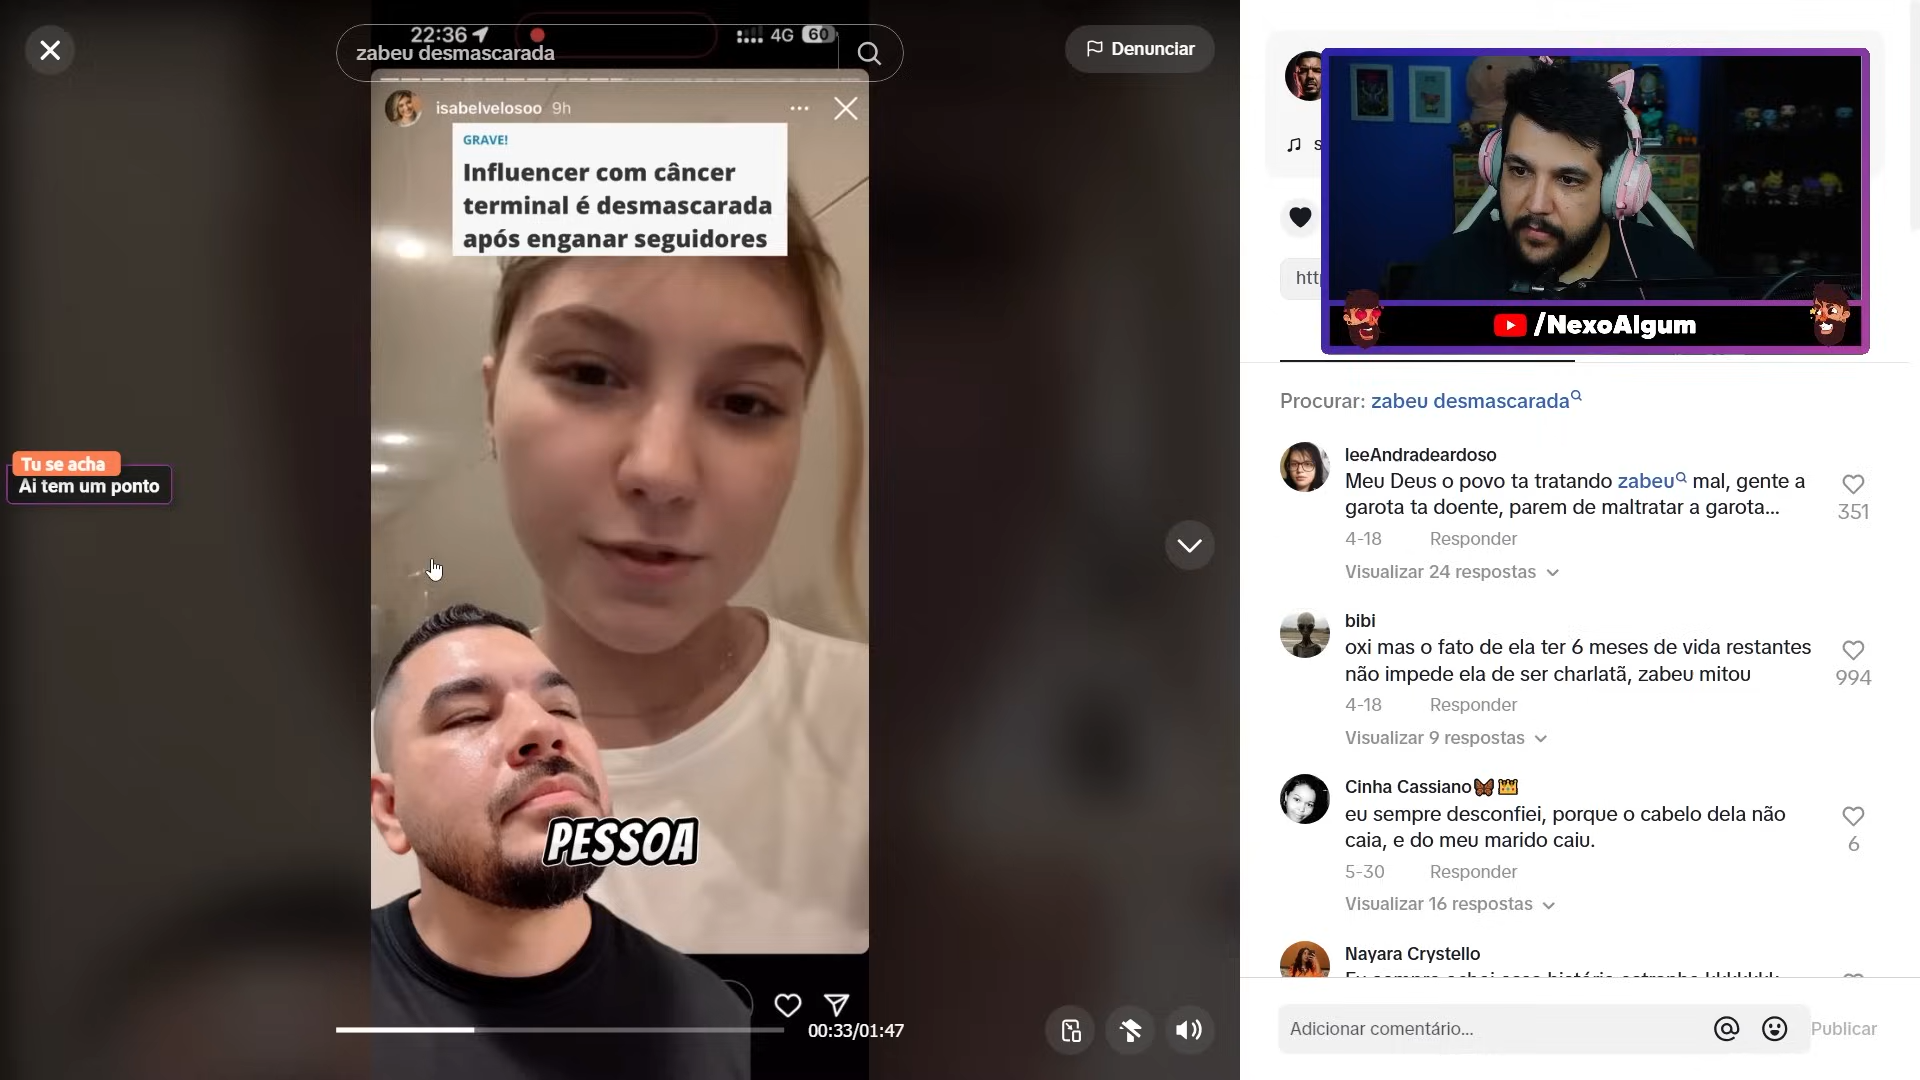 22:36
4G
60
zabeu desmascarada
Denunciar
isabelvelosoo 9h
GRAVE!
Influencer com câncer
terminal é desmascarada
após enganar seguidores
Tu se acha
Ai tem um ponto
PESSOA
00:33/01:47
/NexoAlgum
Procurar: zabeu desmascarada
leeAndradeardoso
Meu Deus o povo ta tratando zabeu mal, gente a
garota ta doente, parem de maltratar a garota...
351
4-18 Responder
Visualizar 24 respostas
bibi
oxi mas o fato de ela ter 6 meses de vida restantes
não impede ela de ser charlatã, zabeu mitou
994
4-18 Responder
Visualizar 9 respostas
Cinha Cassiano🦋👑
eu sempre desconfiei, porque o cabelo dela não
caia, e do meu marido caiu.
6
5-30 Responder
Visualizar 16 respostas
Nayara Crystello
Adicionar comentário...
Publicar